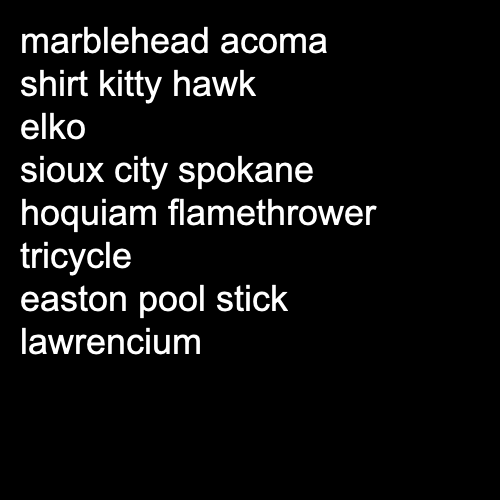 marblehead acoma
shirt kitty hawk
elko
sioux city spokane
hoquiam flamethrower
tricycle
easton pool stick
lawrencium